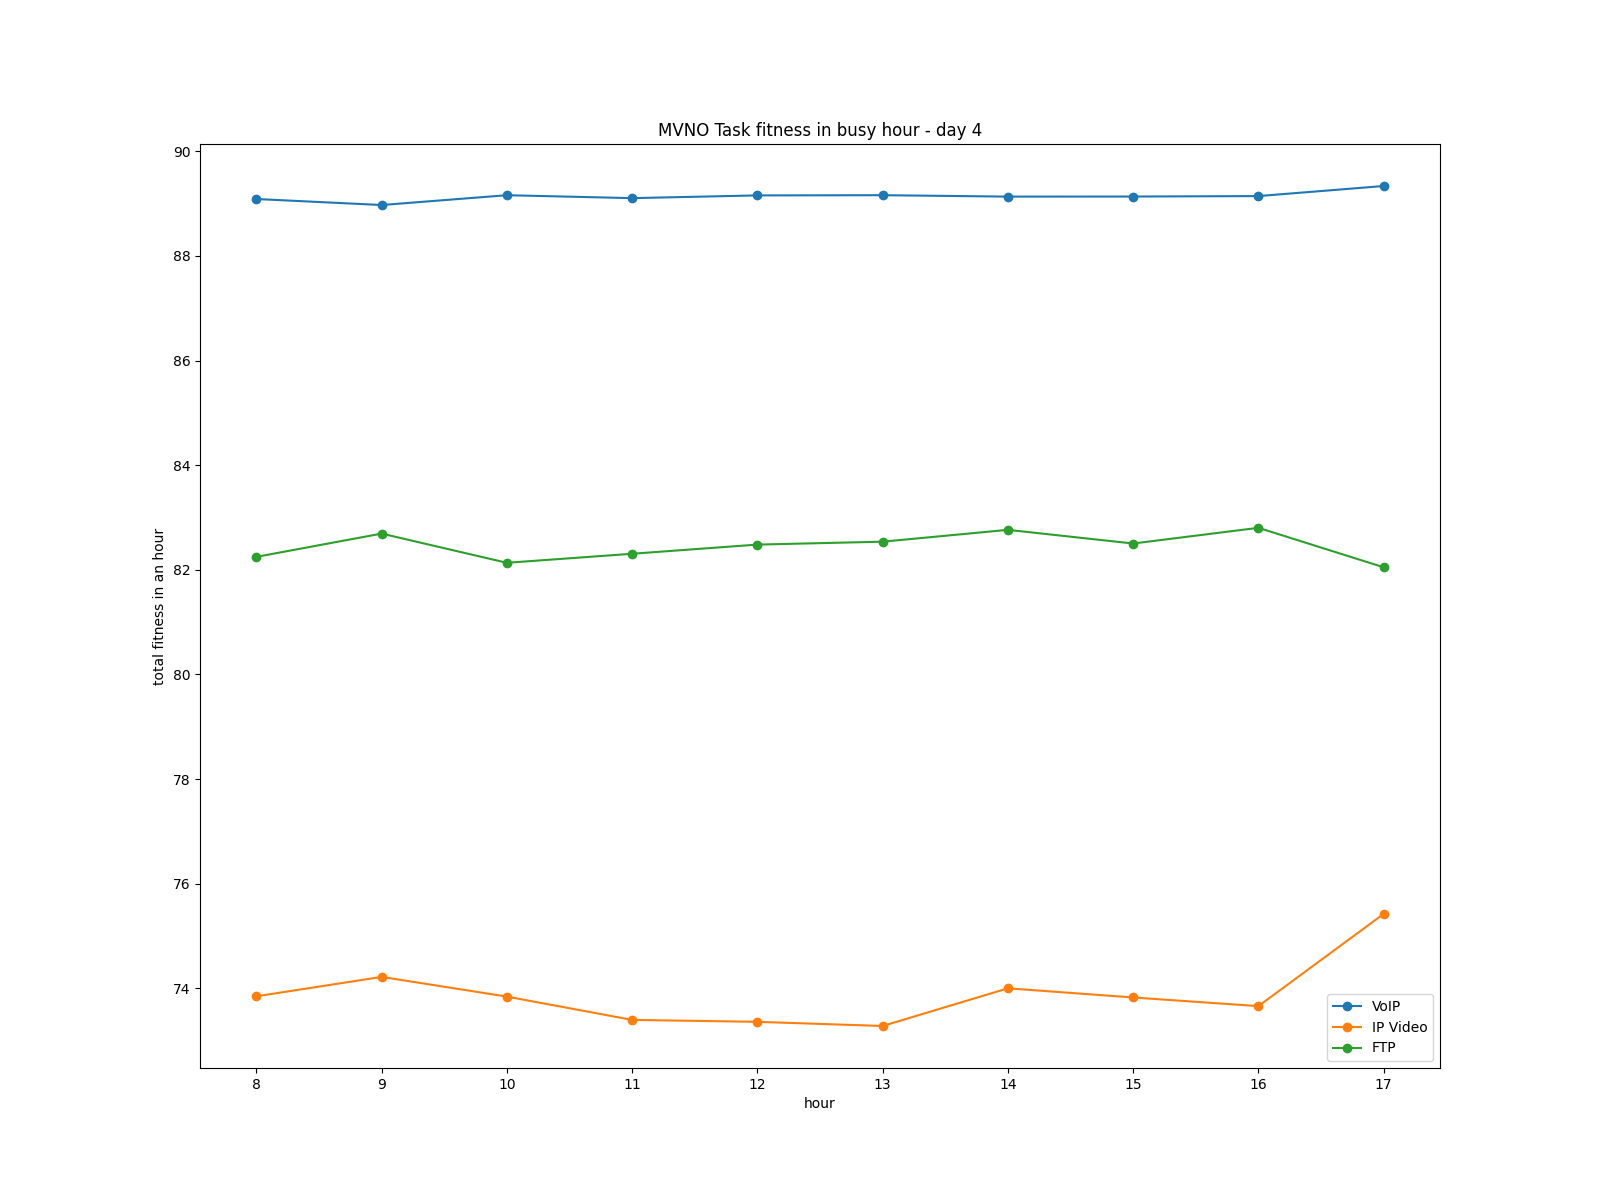 MVNO Task fitness in busy hour - day 4
90
88
86
84
82
80
78
76
74
total fitness in an hour
8 9 10 11 12 13 14 15 16 17
hour
VoIP
IP Video
FTP